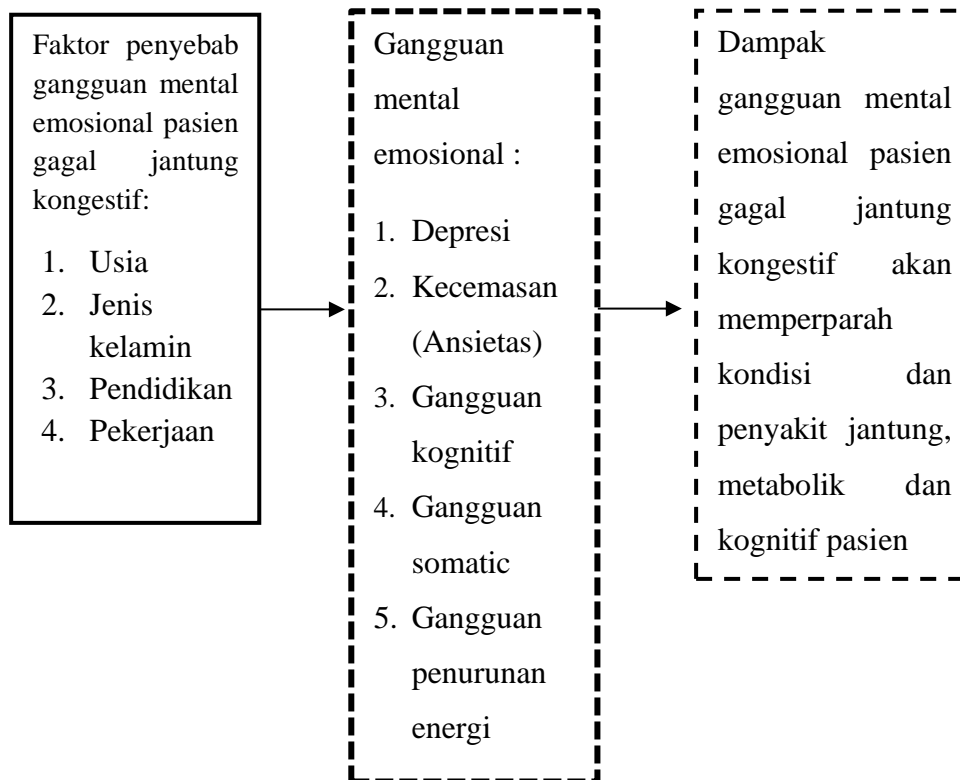 Faktor penyebab
gangguan mental
emosional pasien
gagal jantung
kongestif:
1. Usia
2. Jenis
kelamin
3. Pendidikan
4. Pekerjaan
Gangguan
mental
emosional :
1. Depresi
2. Kecemasan
(Ansietas)
3. Gangguan
kognitif
4. Gangguan
somatic
5. Gangguan
penurunan
energi
Dampak
gangguan mental
emosional pasien
gagal jantung
kongestif akan
memperparah
kondisi dan
penyakit jantung,
metabolik dan
kognitif pasien